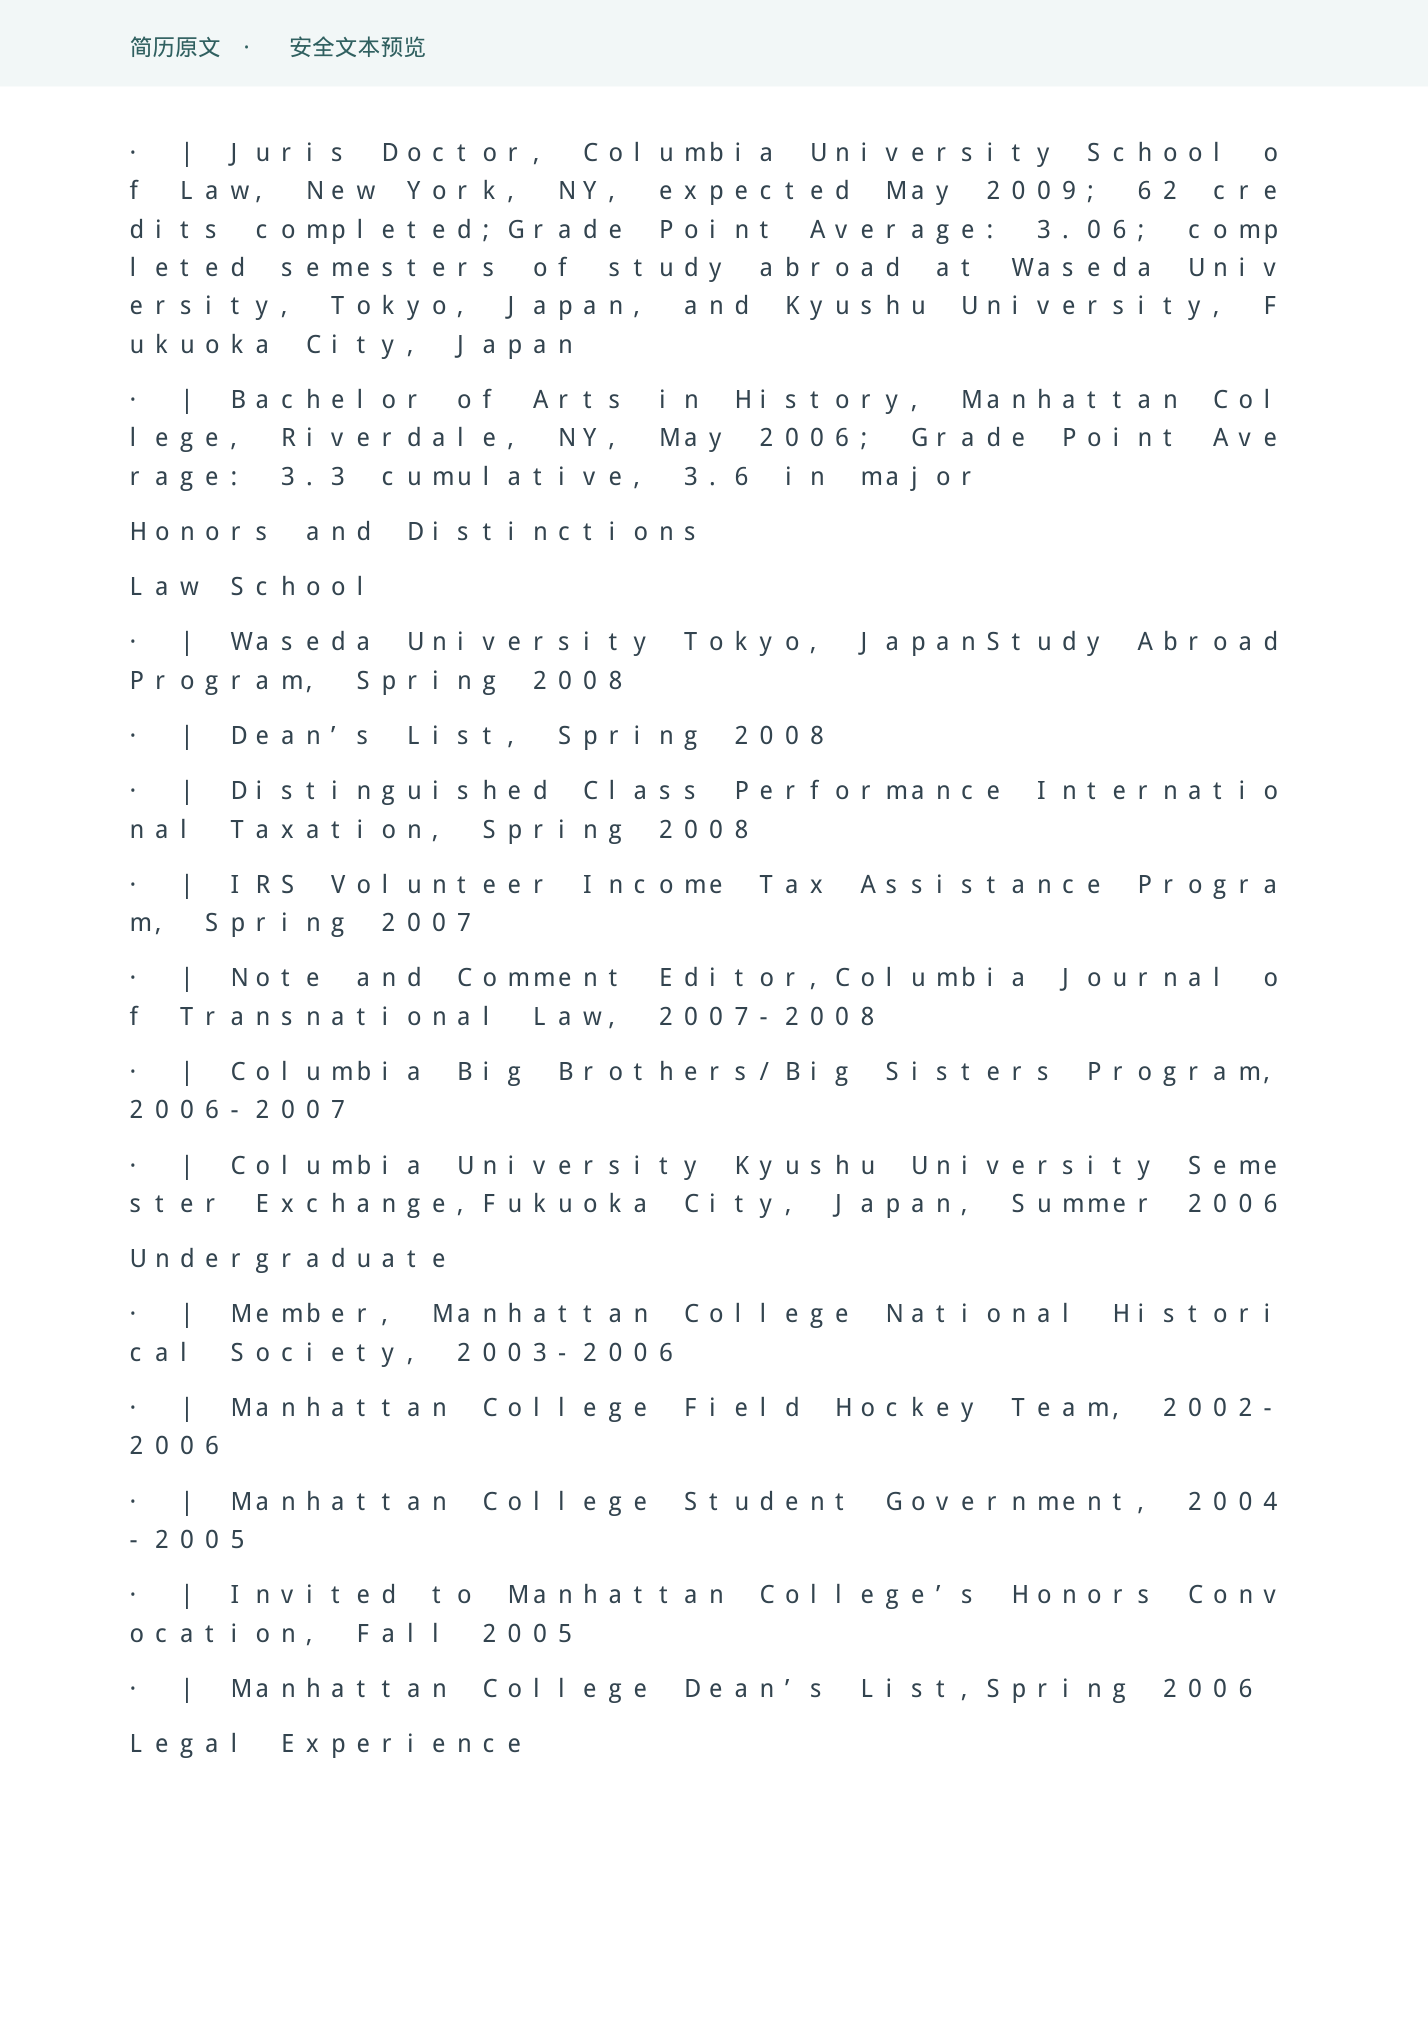 简历原文 · 安全文本预览
· | Juris Doctor, Columbia University School o
f Law, New York, NY, expected May 2009; 62 cre
dits completed;Grade Point Average: 3.06; comp
leted semesters of study abroad at Waseda Univ
ersity, Tokyo, Japan, and Kyushu University, F
ukuoka City, Japan
· | Bachelor of Arts in History, Manhattan Col
lege, Riverdale, NY, May 2006; Grade Point Ave
rage: 3.3 cumulative, 3.6 in major
Honors and Distinctions
Law School
· | Waseda University Tokyo, JapanStudy Abroad
Program, Spring 2008
· | Dean’s List, Spring 2008
· | Distinguished Class Performance Internatio
nal Taxation, Spring 2008
· | IRS Volunteer Income Tax Assistance Progra
m, Spring 2007
· | Note and Comment Editor,Columbia Journal o
f Transnational Law, 2007-2008
· | Columbia Big Brothers/Big Sisters Program,
2006-2007
· | Columbia University Kyushu University Seme
ster Exchange,Fukuoka City, Japan, Summer 2006
Undergraduate
· | Member, Manhattan College National Histori
cal Society, 2003-2006
· | Manhattan College Field Hockey Team, 2002-
2006
· | Manhattan College Student Government, 2004
-2005
· | Invited to Manhattan College’s Honors Conv
ocation, Fall 2005
· | Manhattan College Dean’s List,Spring 2006
Legal Experience